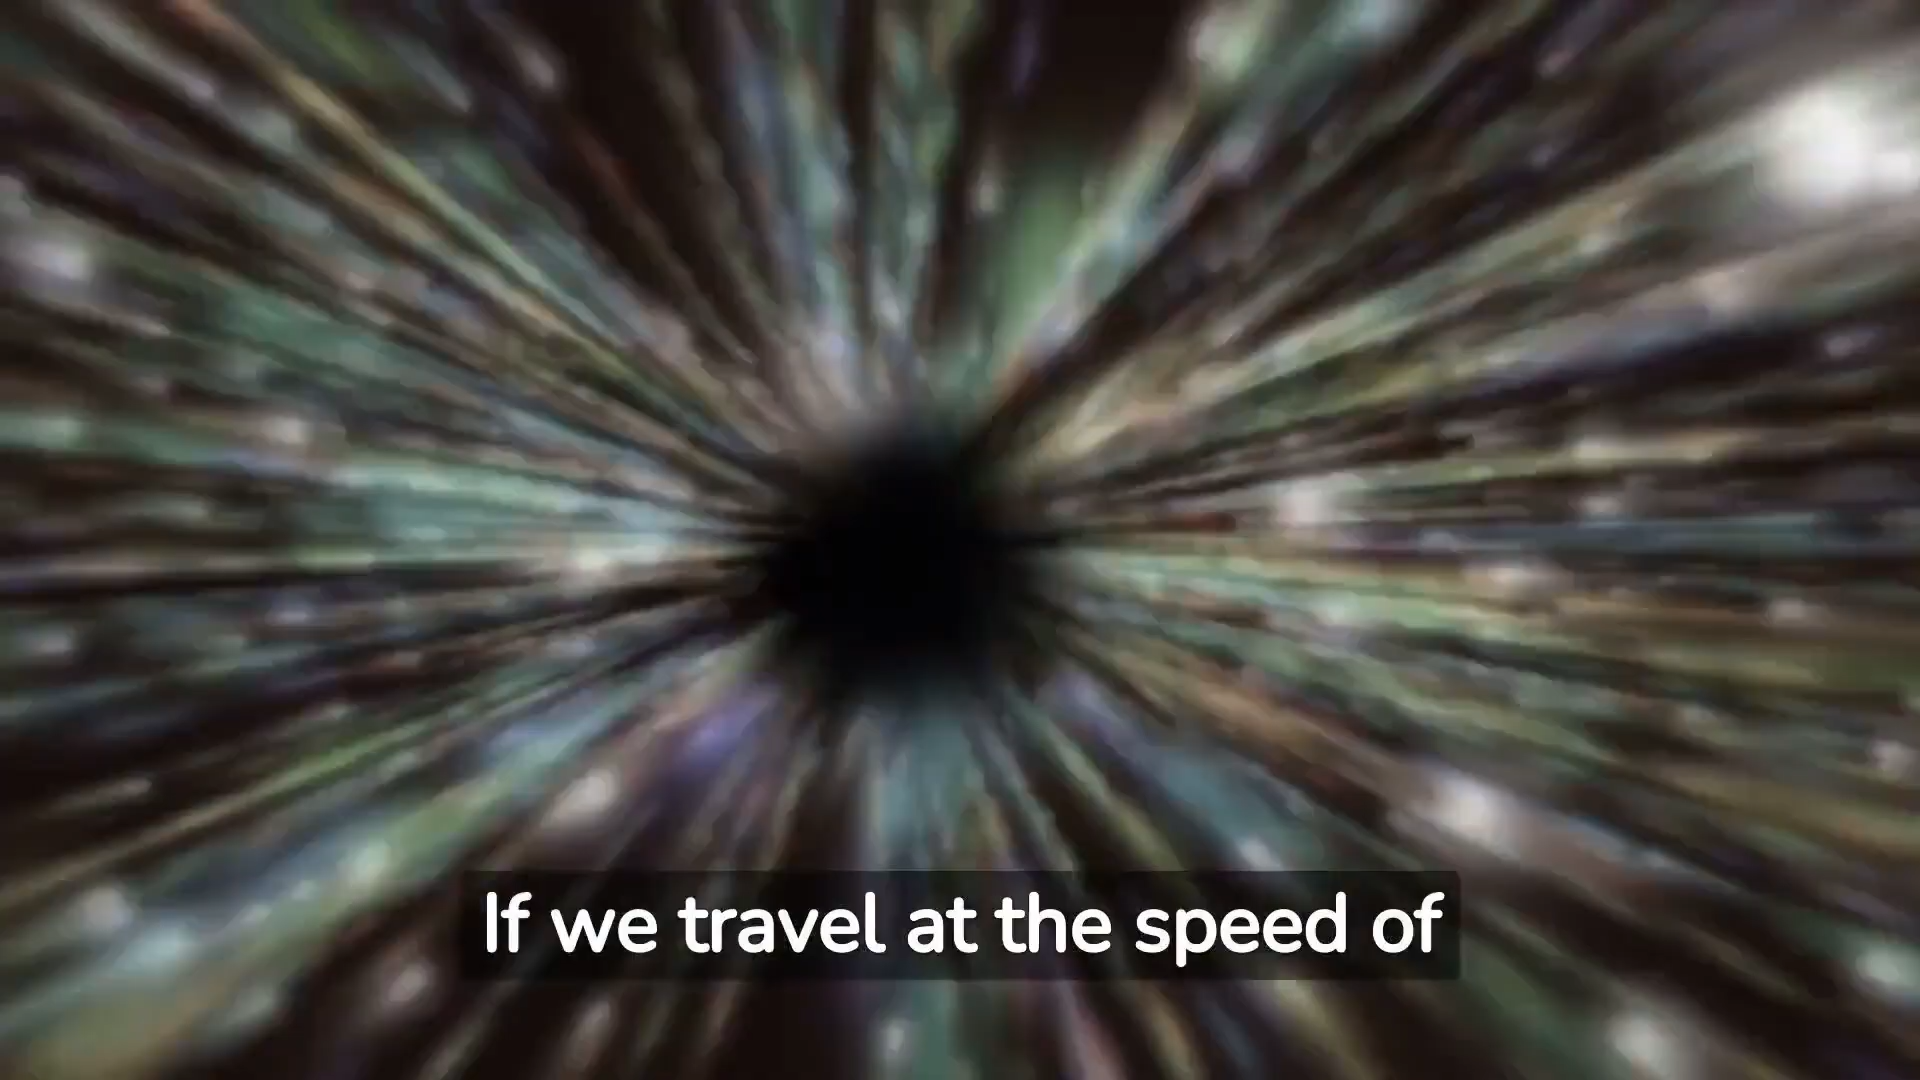 If we travel at the speed of